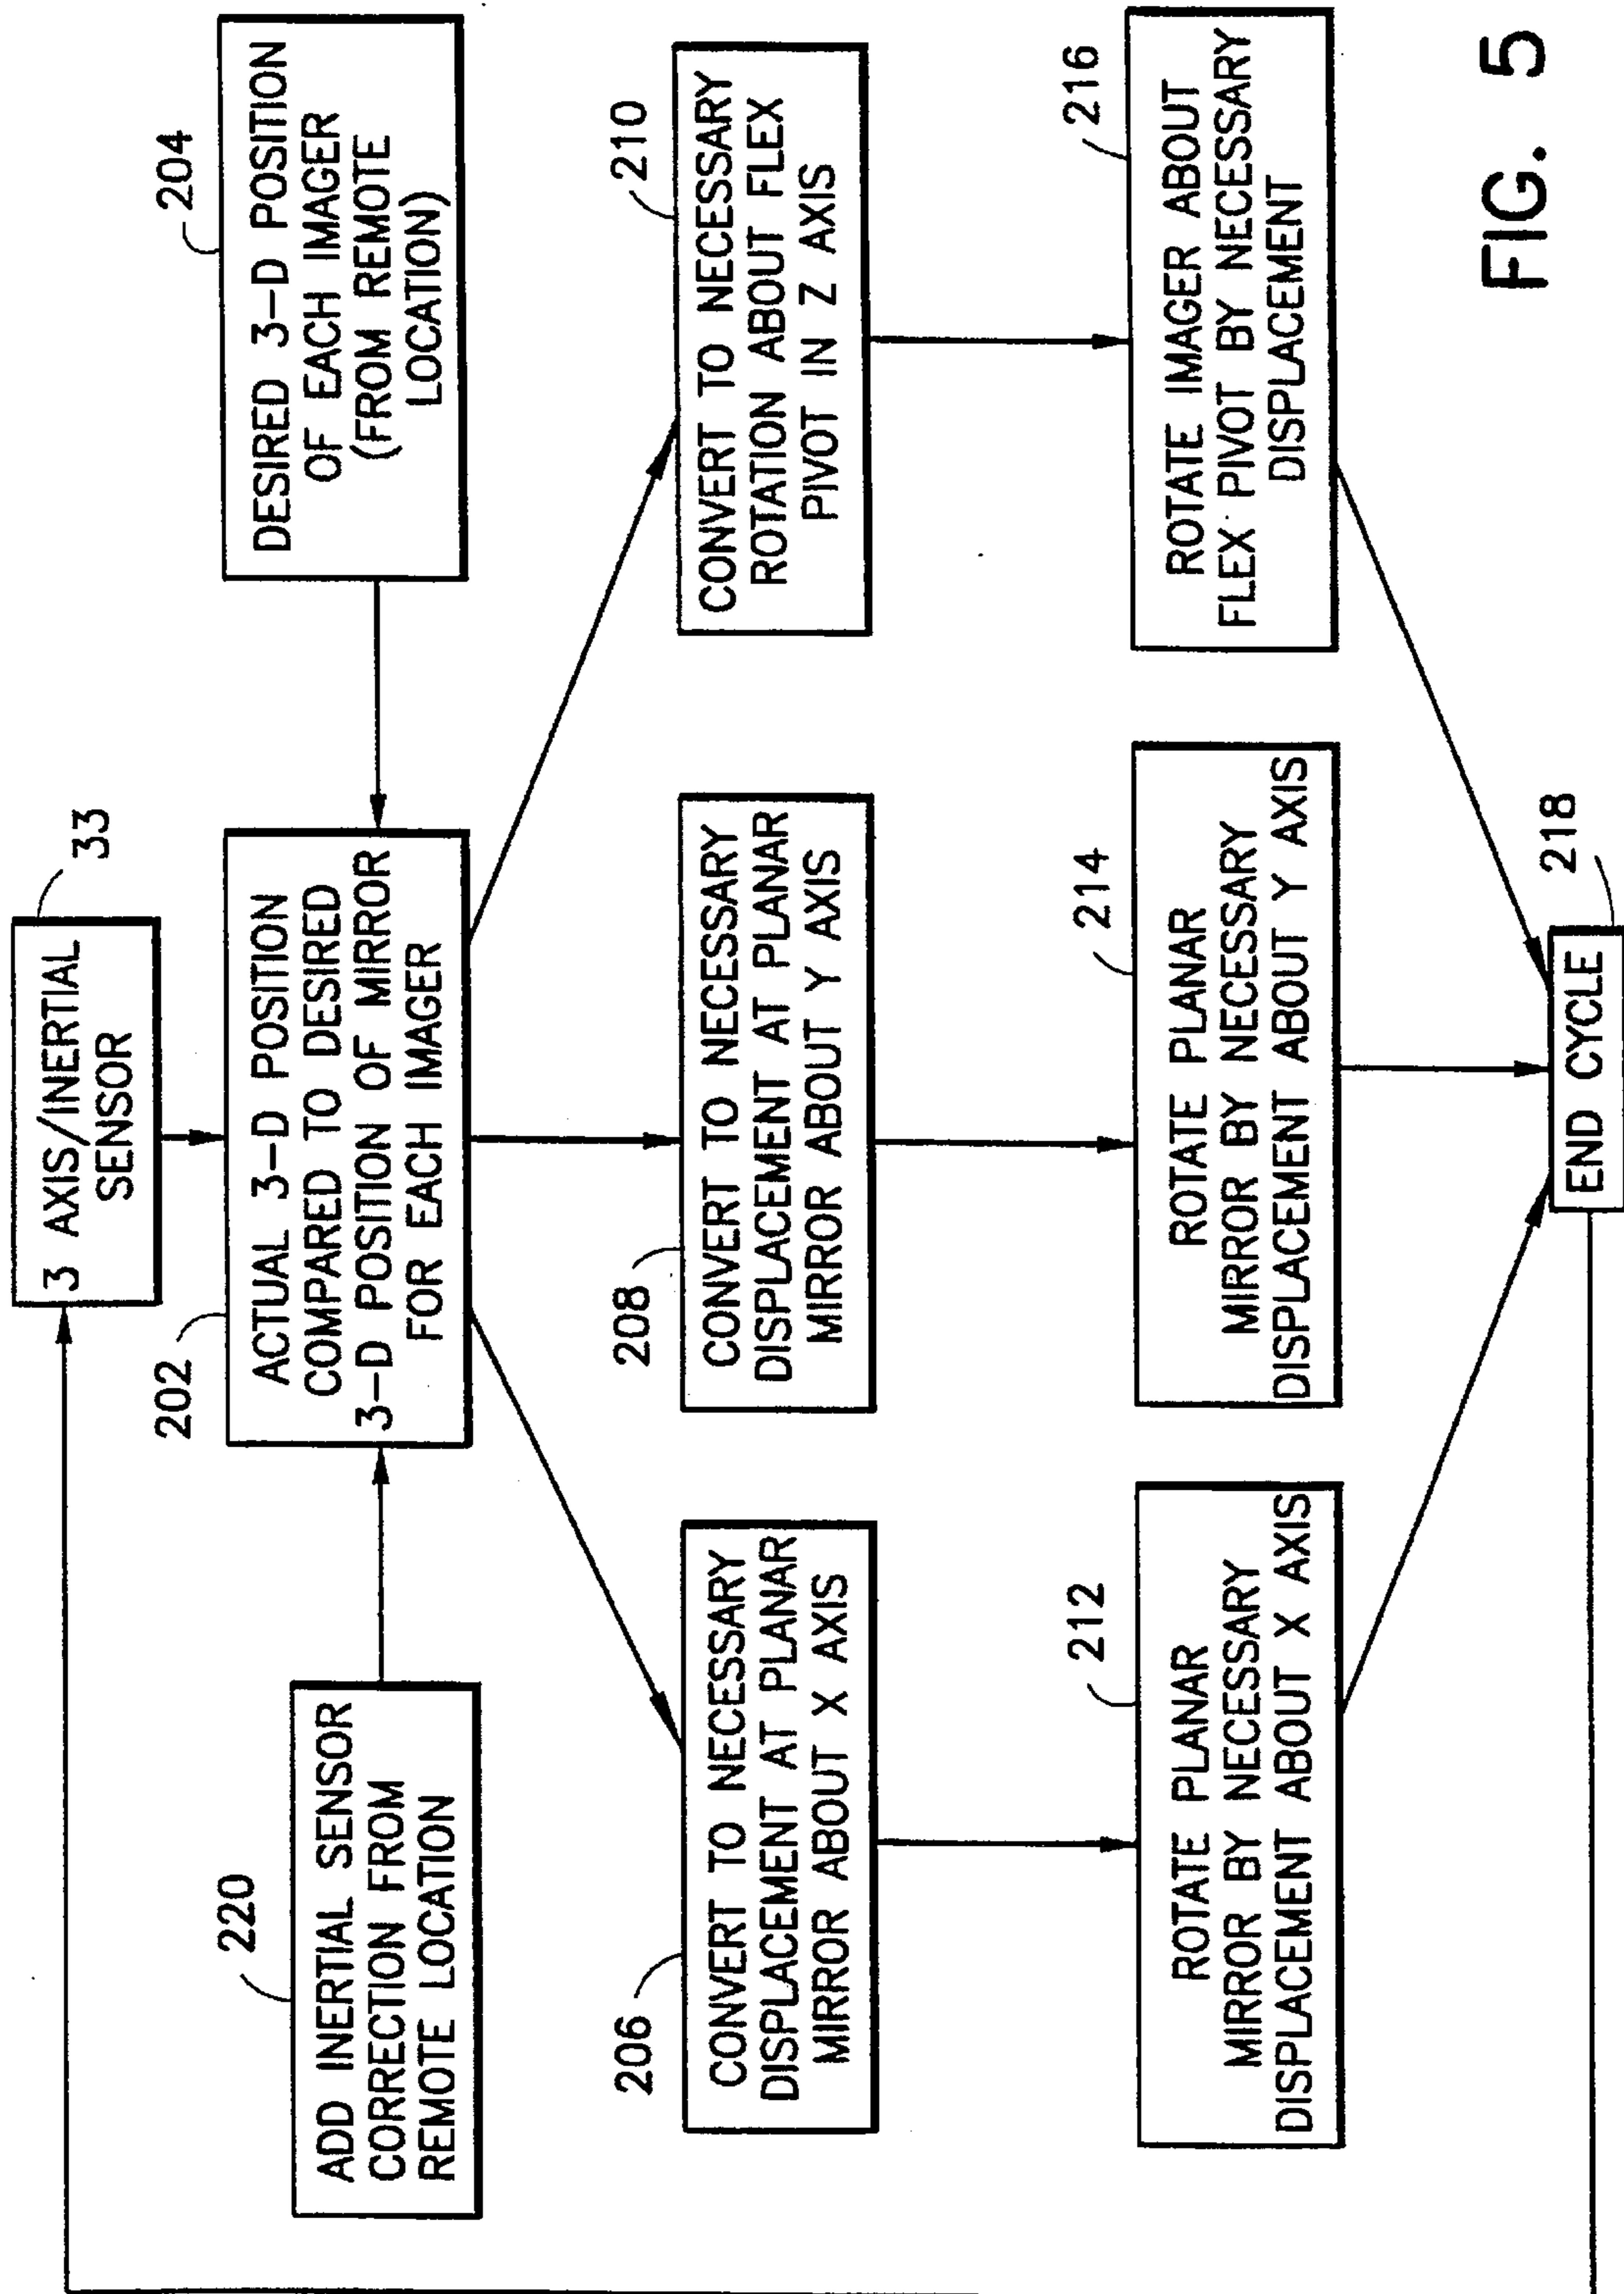 3 AXIS/INERTIAL
SENSOR
33
202
ACTUAL 3-D POSITION
COMPARED TO DESIRED
3-D POSITION OF MIRROR
FOR EACH IMAGER
204
DESIRED 3-D POSITION
OF EACH IMAGER
(FROM REMOTE
LOCATION)
220
ADD INERTIAL SENSOR
CORRECTION FROM
REMOTE LOCATION
206
CONVERT TO NECESSARY
DISPLACEMENT AT PLANAR
MIRROR ABOUT X AXIS
208
CONVERT TO NECESSARY
DISPLACEMENT AT PLANAR
MIRROR ABOUT Y AXIS
210
CONVERT TO NECESSARY
ROTATION ABOUT FLEX
PIVOT IN Z AXIS
212
ROTATE PLANAR
MIRROR BY NECESSARY
DISPLACEMENT ABOUT X AXIS
214
ROTATE PLANAR
MIRROR BY NECESSARY
DISPLACEMENT ABOUT Y AXIS
216
ROTATE IMAGER ABOUT
FLEX PIVOT BY NECESSARY
DISPLACEMENT
END CYCLE
218
FIG. 5